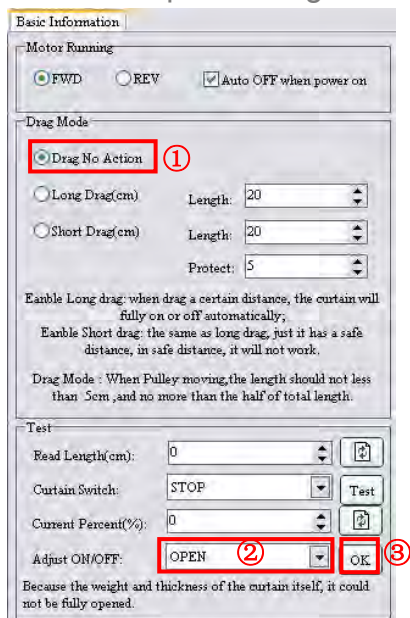 Basic Information
Motor Running
FWD REV Auto OFF when power on
Drag Mode
Drag No Action ①
Long Drag(cm) Length: 20
Short Drag(cm) Length: 20
Protect: 5
Eanble Long drag: when drag a certain distance, the curtain will
fully on or off automatically;
Eanble Short drag: the same as long drag, just it has a safe
distance, in safe distance, it will not work.
Drag Mode : When Pulley moving,the length should not less
than 5cm ,and no more than the half of total length.
Test
Read Length(cm): 0
Curtain Switch: STOP Test
Current Percent(%): 0
Adjust ON/OFF: OPEN ② OK ③
Because the weight and thickness of the curtain itself, it could
not be fully opened.